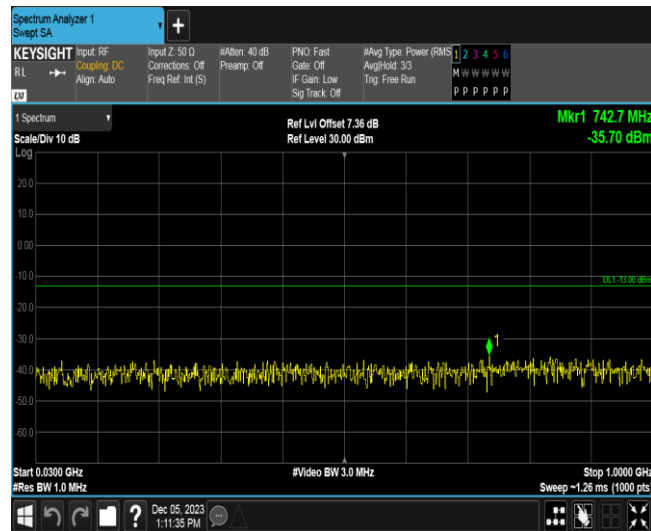 Spectrum Analyzer 1
Swept SA
+
KEYSIGHT
RL
LXI
Input: RF
Coupling: DC
Align: Auto
Input Z: 50 Ω
Corrections: Off
Freq Ref: Int (S)
#Atten: 40 dB
Preamp: Off
PNO: Fast
Gate: Off
IF Gain: Low
Sig Track: Off
#Avg Type: Power (RMS
Avg|Hold: 3/3
Trig: Free Run
1 2 3 4 5 6
M W W W W W
P P P P P P
1 Spectrum
Scale/Div 10 dB
Log
Ref Lvl Offset 7.36 dB
Ref Level 30.00 dBm
Mkr1 742.7 MHz
-35.70 dBm
20.0
10.0
0.00
-10.0
DL1 -13.00 dBm
-20.0
-30.0
1
-40.0
-50.0
-60.0
Start 0.0300 GHz
#Video BW 3.0 MHz
Stop 1.0000 GHz
#Res BW 1.0 MHz
Sweep ~1.26 ms (1000 pts)
?
Dec 05, 2023
1:11:35 PM